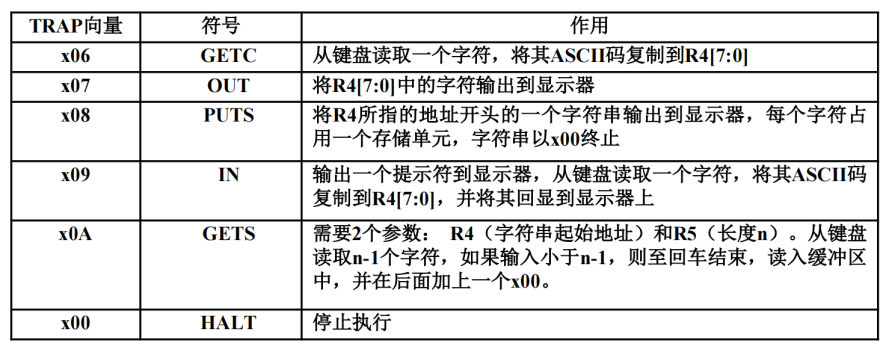 TRAP向量 符号 作用
x06 GETC 从键盘读取一个字符，将其ASCII码复制到R4[7:0]
x07 OUT 将R4[7:0]中的字符输出到显示器
x08 PUTS 将R4所指的地址开头的一个字符串输出到显示器，每个字符占
用一个存储单元，字符串以x00终止
x09 IN 输出一个提示符到显示器，从键盘读取一个字符，将其ASCII码
复制到R4[7:0]，并将其回显到显示器上
x0A GETS 需要2个参数： R4（字符串起始地址）和R5（长度n）。从键盘
读取n-1个字符，如果输入小于n-1，则至回车结束，读入缓冲区
中，并在后面加上一个x00。
x00 HALT 停止执行